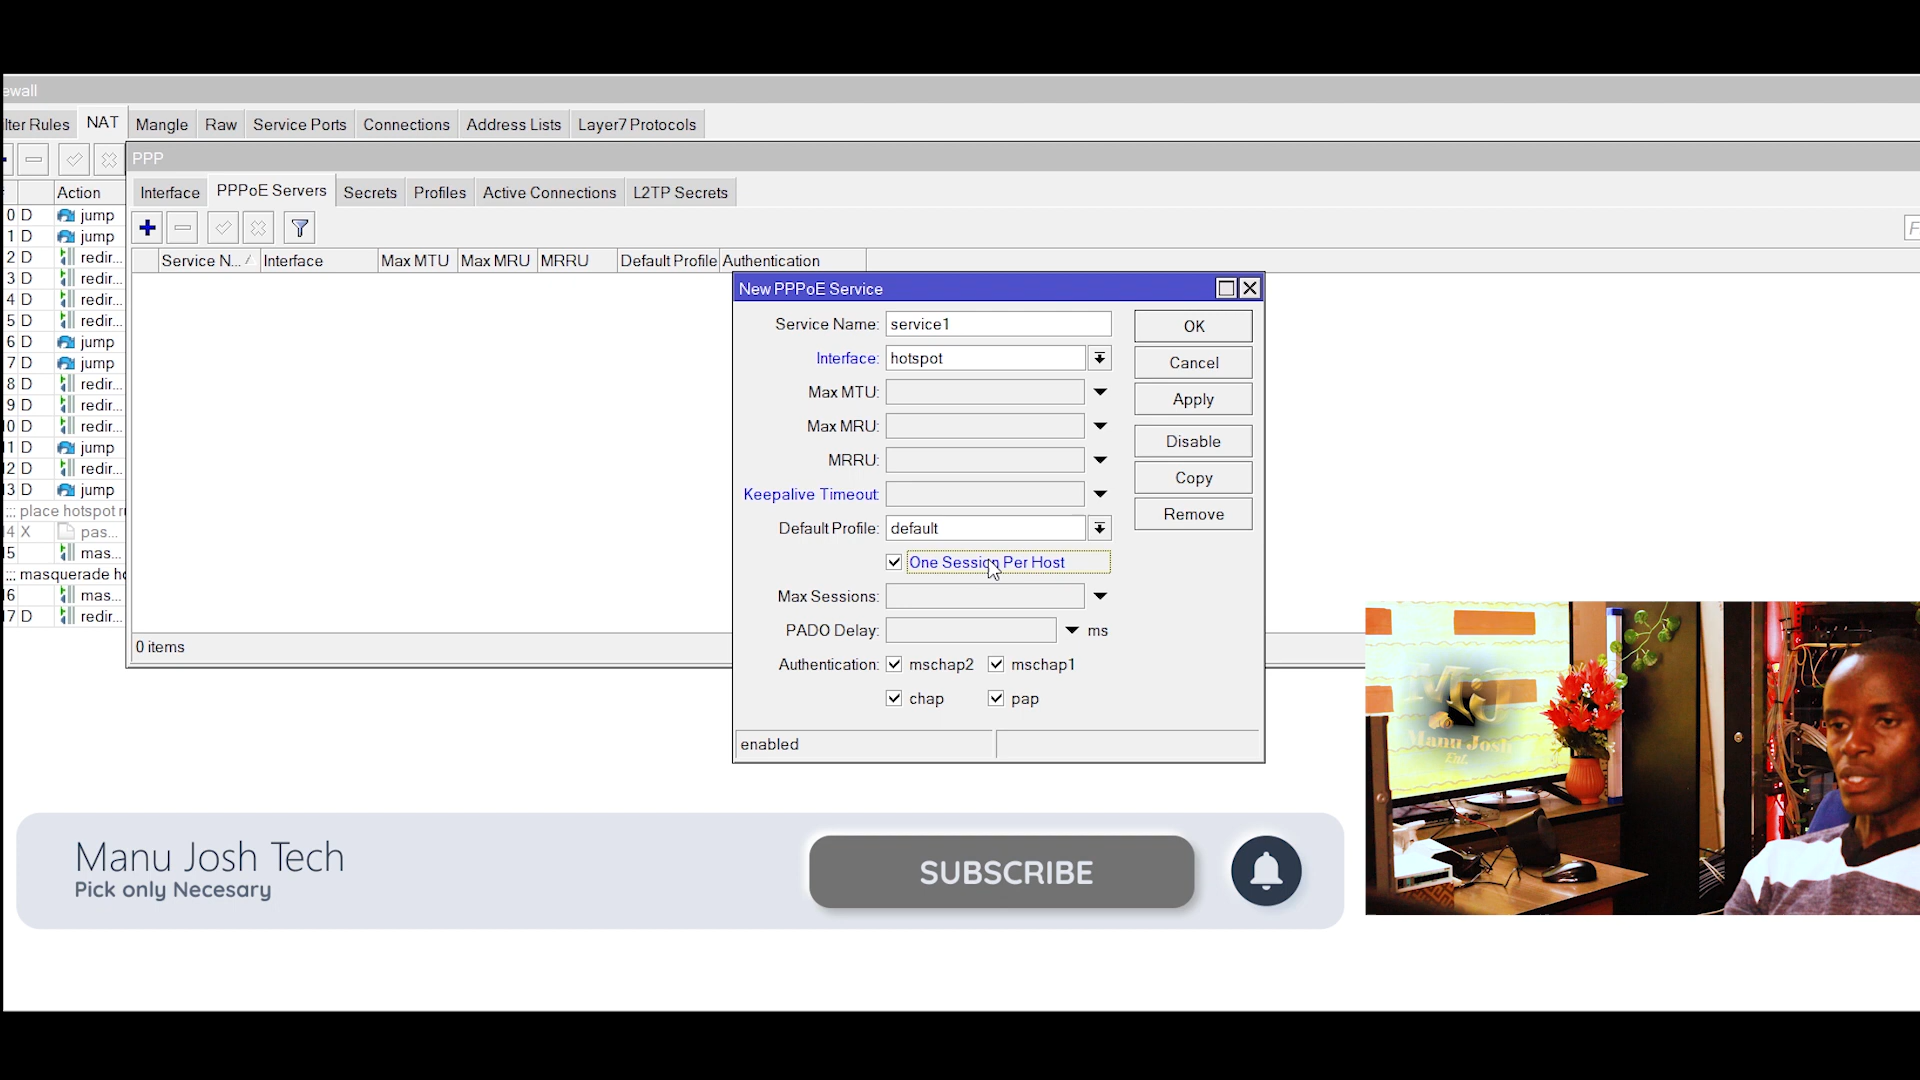 ewall
lter Rules NAT Mangle Raw Service Ports Connections Address Lists Layer7 Protocols
PPP
Interface PPPoE Servers Secrets Profiles Active Connections L2TP Secrets
Action
Service N... Interface Max MTU Max MRU MRRU Default Profile Authentication
0 D jump
1 D jump
2 D redir...
3 D redir...
4 D redir...
5 D redir...
6 D jump
7 D jump
8 D redir...
9 D redir...
0 D redir...
1 D jump
2 D redir...
3 D jump
::: place hotspot ru
4 X pas...
5 mas...
::: masquerade ho
6 mas...
7 D redir...
0 items
New PPPoE Service
Service Name: service1
Interface: hotspot
Max MTU:
Max MRU:
MRRU:
Keepalive Timeout:
Default Profile: default
One Session Per Host
Max Sessions:
PADO Delay: ms
Authentication: mschap2 mschap1
chap pap
enabled
OK
Cancel
Apply
Disable
Copy
Remove
Manu Josh Tech
Pick only Necesary
SUBSCRIBE
Manu Josh
Ent.